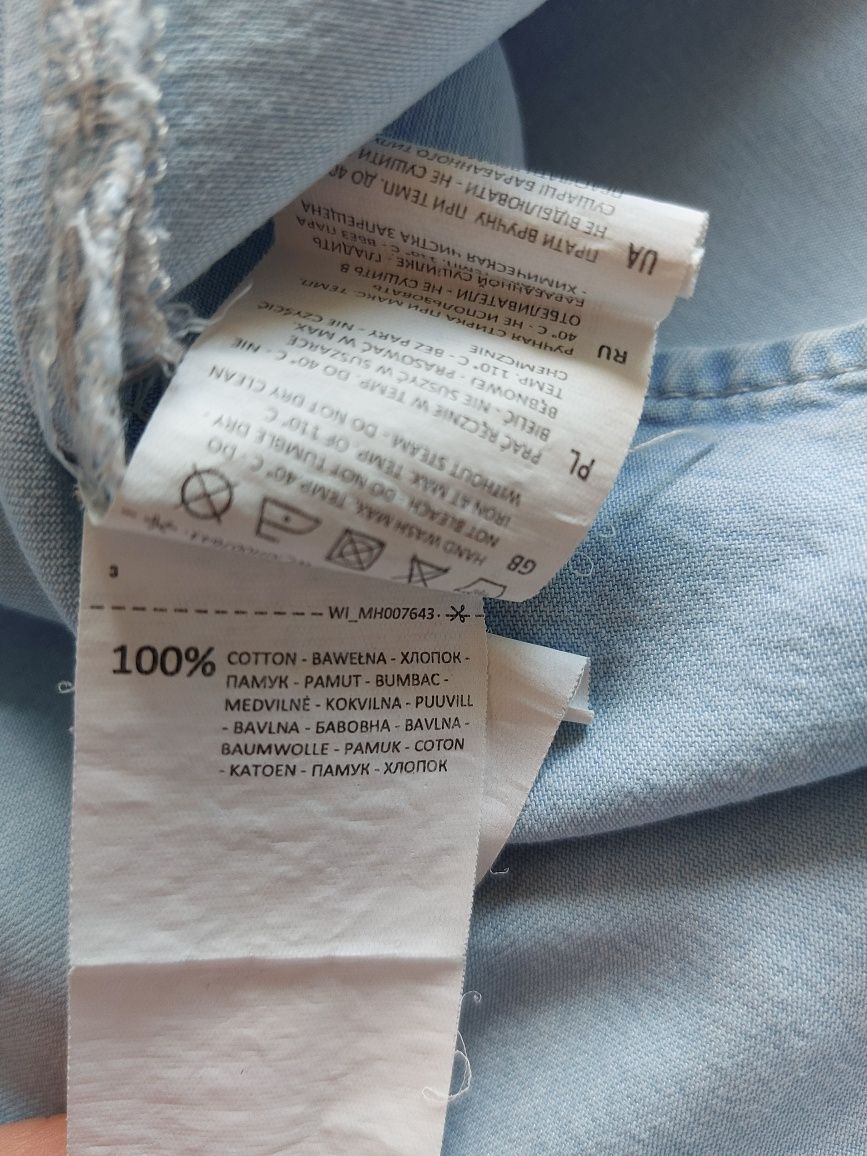 3
WI_MH007643
100% COTTON - BAWEŁNA - ХЛОПОК -
ПАМУК - PAMUT - BUMBAC -
MEDVILNĖ - KOKVILNA - PUUVILL
- BAVLNA - БАВОВНА - BAVLNA -
BAUMWOLLE - PAMUK - COTON
- KATOEN - ПАМУК - ХЛОПОК
GB HAND WASH MAX. TEMP 40° C - DO
NOT BLEACH - DO NOT TUMBLE DRY -
IRON AT MAX. TEMP. OF 110° C
WITHOUT STEAM - DO NOT DRY CLEAN
PL PRAĆ RĘCZNIE W TEMP. DO 40° C - NIE
BIELIĆ - NIE SUSZYĆ W SUSZARCE
BĘBNOWEJ - PRASOWAĆ W MAX.
TEMP. 110° C - BEZ PARY - NIE CZYŚCIĆ
CHEMICZNIE
RU РУЧНАЯ СТИРКА ПРИ МАКС. ТЕМП.
40° C - НЕ ИСПОЛЬЗОВАТЬ
ОТБЕЛИВАТЕЛИ - НЕ СУШИТЬ В
БАРАБАННОЙ СУШИЛКЕ - ГЛАДИТЬ
- ХИМИЧЕСКАЯ ЧИСТКА ЗАПРЕЩЕНА
UA ПРАТИ ВРУЧНУ ПРИ ТЕМП. ДО 40
НЕ ВІДБІЛЮВАТИ - НЕ СУШИТИ
СУШАРЦІ БАРАБАННОГО ТИПУ